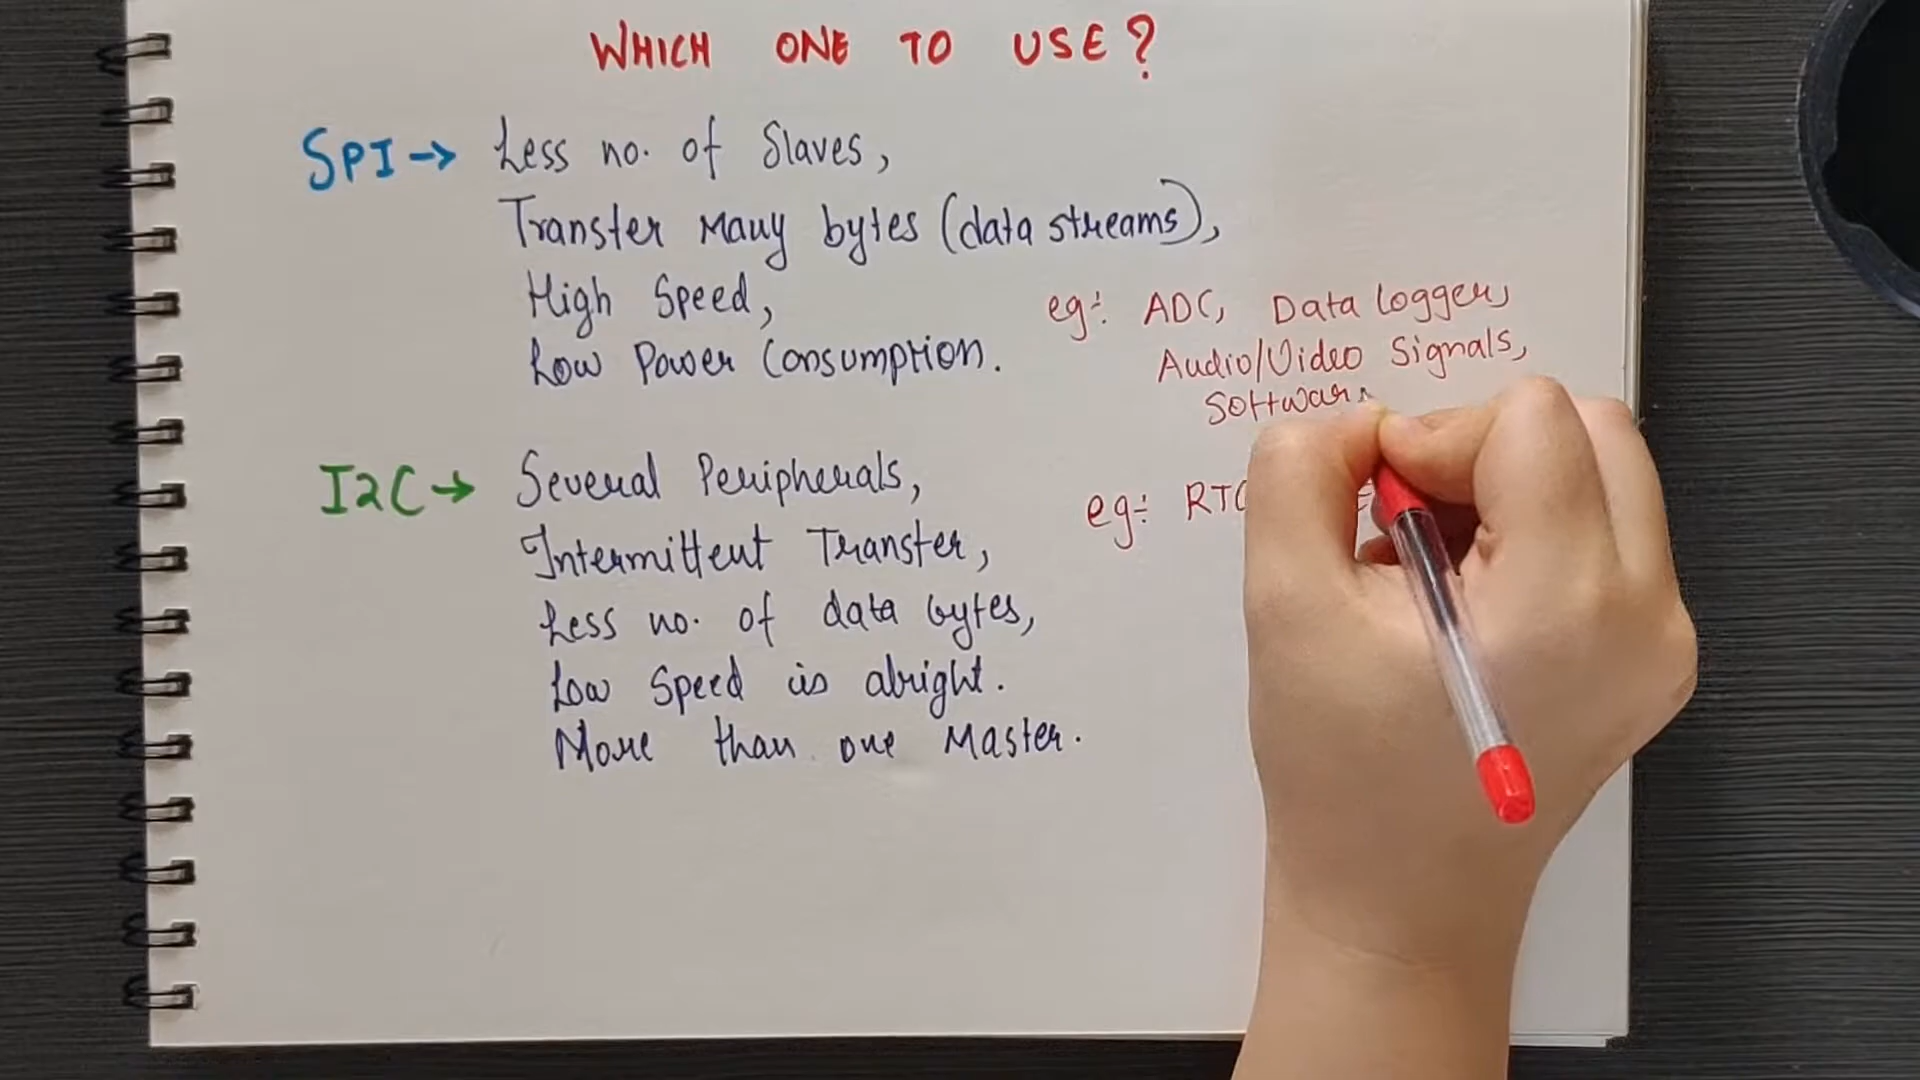 WHICH ONE TO USE?
SPI → Less no. of Slaves,
Transfer Many bytes (data streams),
High Speed,
Low Power Consumption.
eg: ADC, Data loggers,
Audio/Video Signals,
I2C → Several Peripherals,
Intermittent Transfer,
Less no. of data bytes,
Low Speed is alright.
More than one Master.
eg: RTC